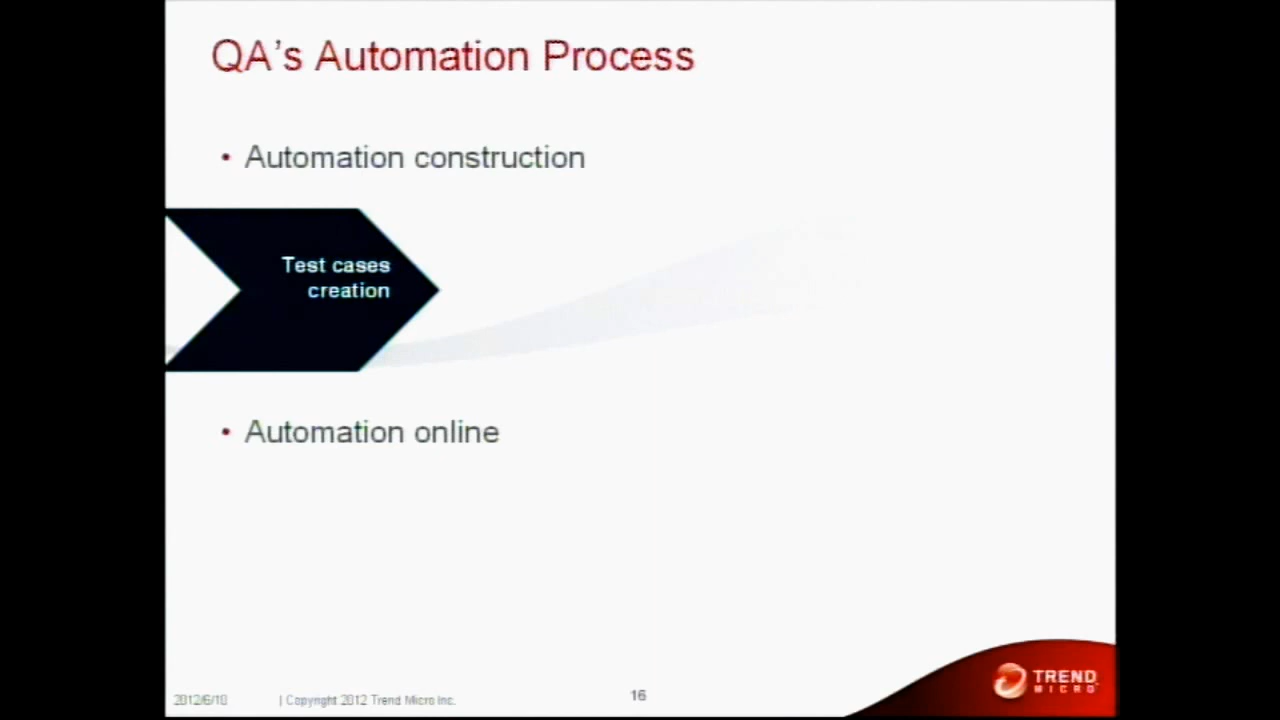 QA's Automation Process
• Automation construction
Test cases
creation
• Automation online
2012/6/10
| Copyright 2012 Trend Micro Inc.
16
TREND
MICRO